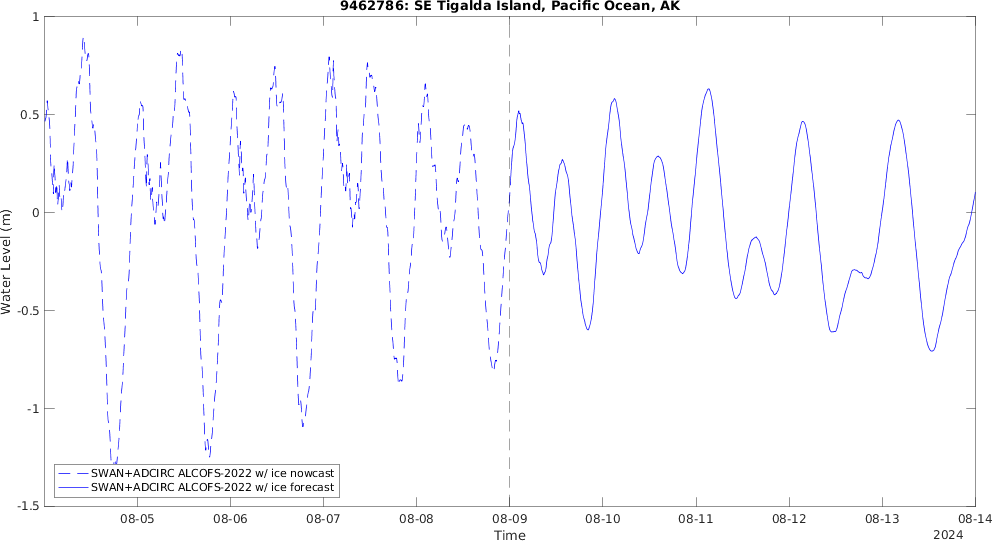 9462786: SE Tigalda Island, Pacific Ocean, AK
1
0.5
0
-0.5
-1
-1.5
Water Level (m)
SWAN+ADCIRC ALCOFS-2022 w/ ice nowcast
SWAN+ADCIRC ALCOFS-2022 w/ ice forecast
08-05 08-06 08-07 08-08 08-09 08-10 08-11 08-12 08-13 08-14
Time
2024